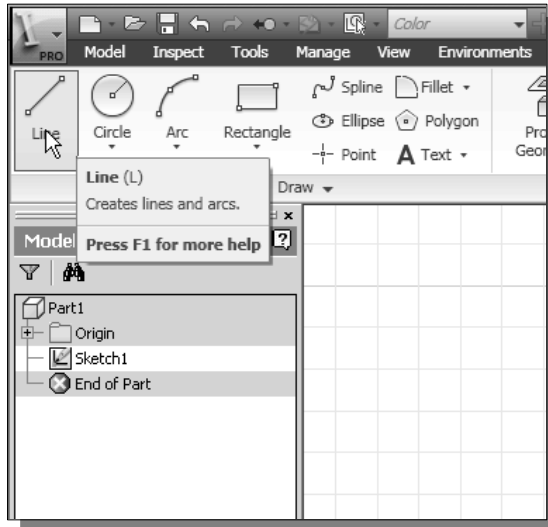 Color
PRO
Model Inspect Tools Manage View Environments
Spline Fillet
Line Circle Arc Rectangle
Ellipse Polygon
Point A Text
Draw
Line (L)
Creates lines and arcs.
Press F1 for more help
Part1
Origin
Sketch1
End of Part